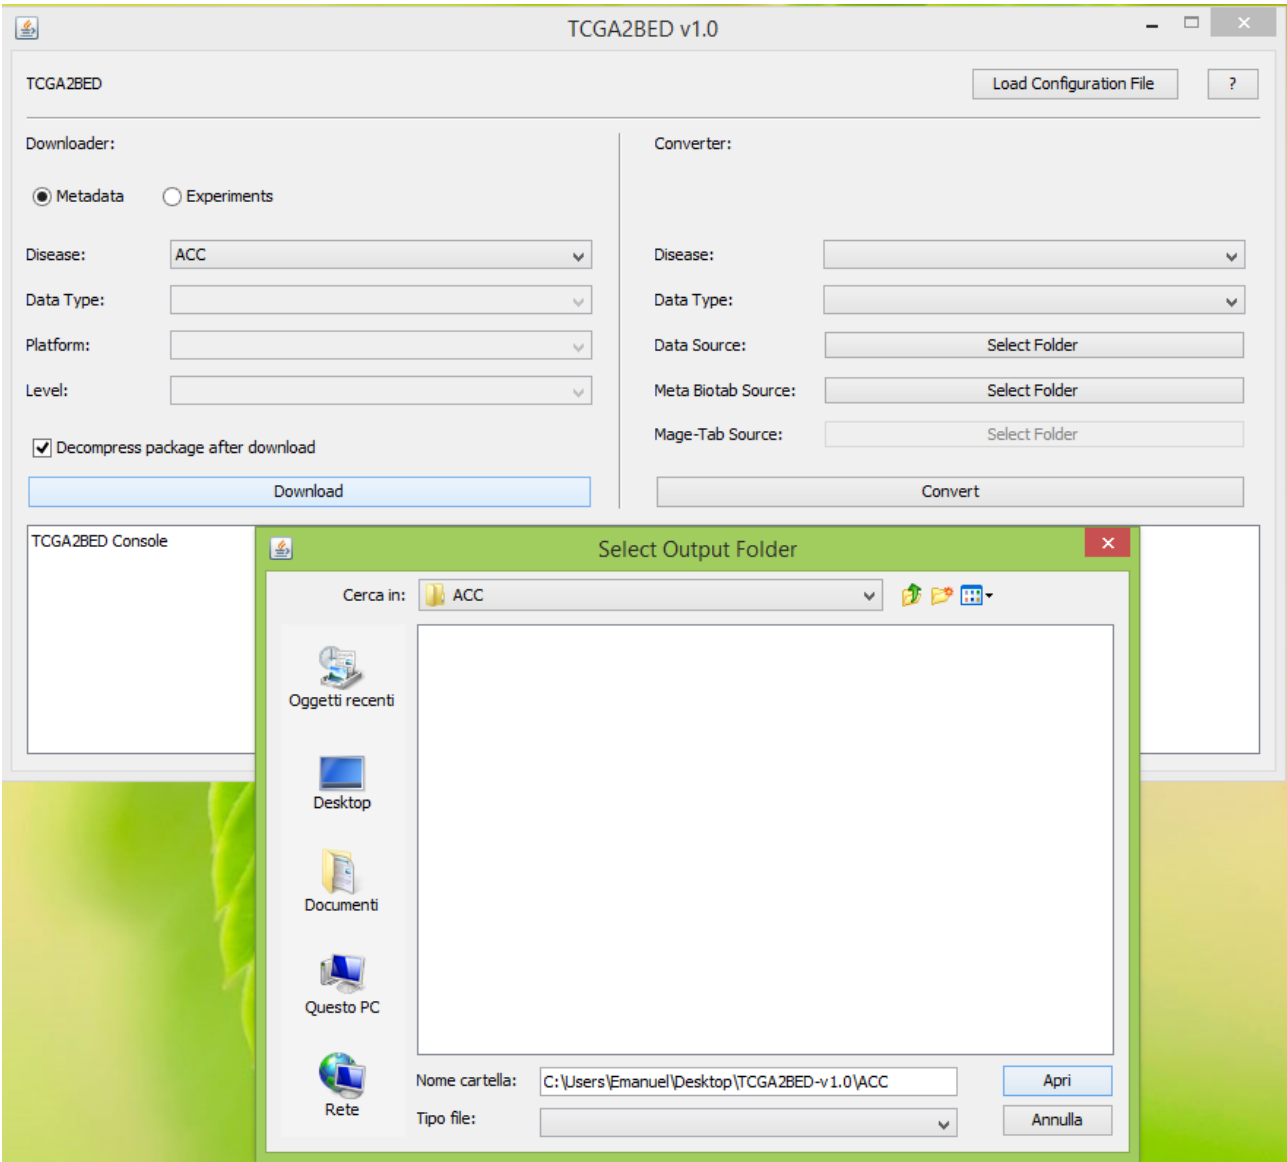 TCGA2BED v1.0
TCGA2BED
Load Configuration File
?
Downloader:
Metadata
Experiments
Disease:
ACC
Data Type:
Platform:
Level:
Decompress package after download
Download
Converter:
Disease:
Data Type:
Data Source:
Select Folder
Meta Biotab Source:
Select Folder
Mage-Tab Source:
Select Folder
Convert
TCGA2BED Console
Select Output Folder
Cerca in:
ACC
Oggetti recenti
Desktop
Documenti
Questo PC
Rete
Nome cartella:
C:\Users\Emanuel\Desktop\TCGA2BED-v1.0\ACC
Apri
Tipo file:
Annulla